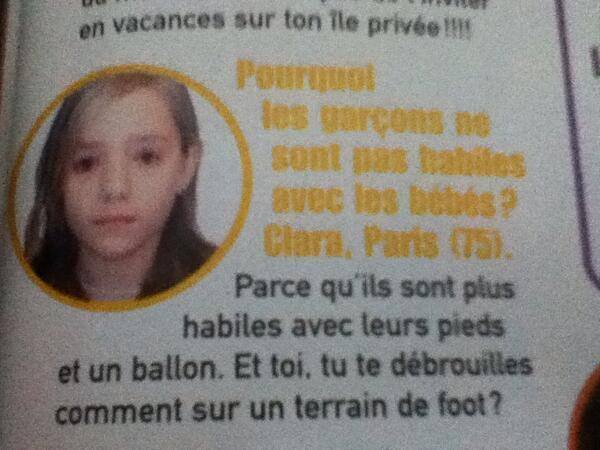 en vacances sur ton île privée!!!!
Pourquoi
les garçons ne
sont pas habiles
avec les bébés?
Clara, Paris (75).
Parce qu'ils sont plus
habiles avec leurs pieds
et un ballon. Et toi, tu te débrouilles
comment sur un terrain de foot?